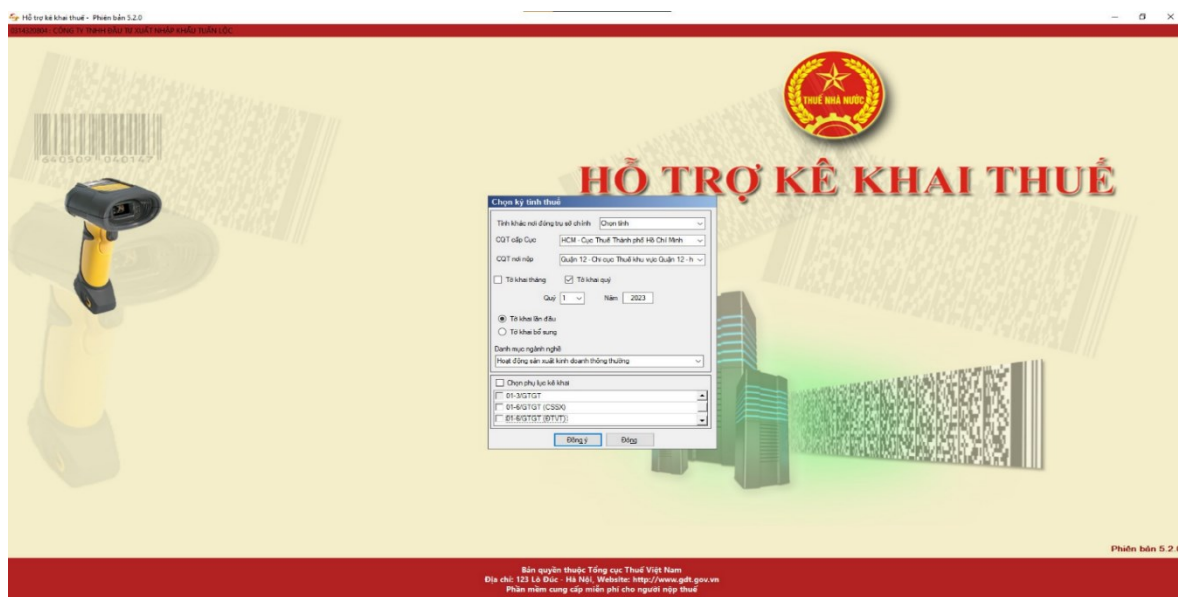 Hỗ trợ kê khai thuế - Phiên bản 5.2.0
CÔNG TY TNHH ĐẦU TƯ XUẤT NHẬP KHẨU TUẤN LỘC
640509 040147
THUẾ NHÀ NƯỚC
HỖ TRỢ KÊ KHAI THUẾ
Chọn kỳ tính thuế
Tỉnh khác nơi đóng trụ sở chính Chọn tỉnh
CQT cấp Cục HCM - Cục Thuế Thành phố Hồ Chí Minh
CQT nơi nộp Quận 12 - Chi cục Thuế khu vực Quận 12 - h
Tờ khai tháng Tờ khai quý
Quý 1 Năm 2023
Tờ khai lần đầu
Tờ khai bổ sung
Danh mục ngành nghề
Hoạt động sản xuất kinh doanh thông thường
Chọn phụ lục kê khai
01-3/GTGT
01-6/GTGT (CSSX)
01-6/GTGT (ĐTVT)
Đồng ý Đóng
Phiên bản 5.2.0
Bản quyền thuộc Tổng cục Thuế Việt Nam
Địa chỉ: 123 Lò Đúc - Hà Nội, Website: http://www.gdt.gov.vn
Phần mềm cung cấp miễn phí cho người nộp thuế